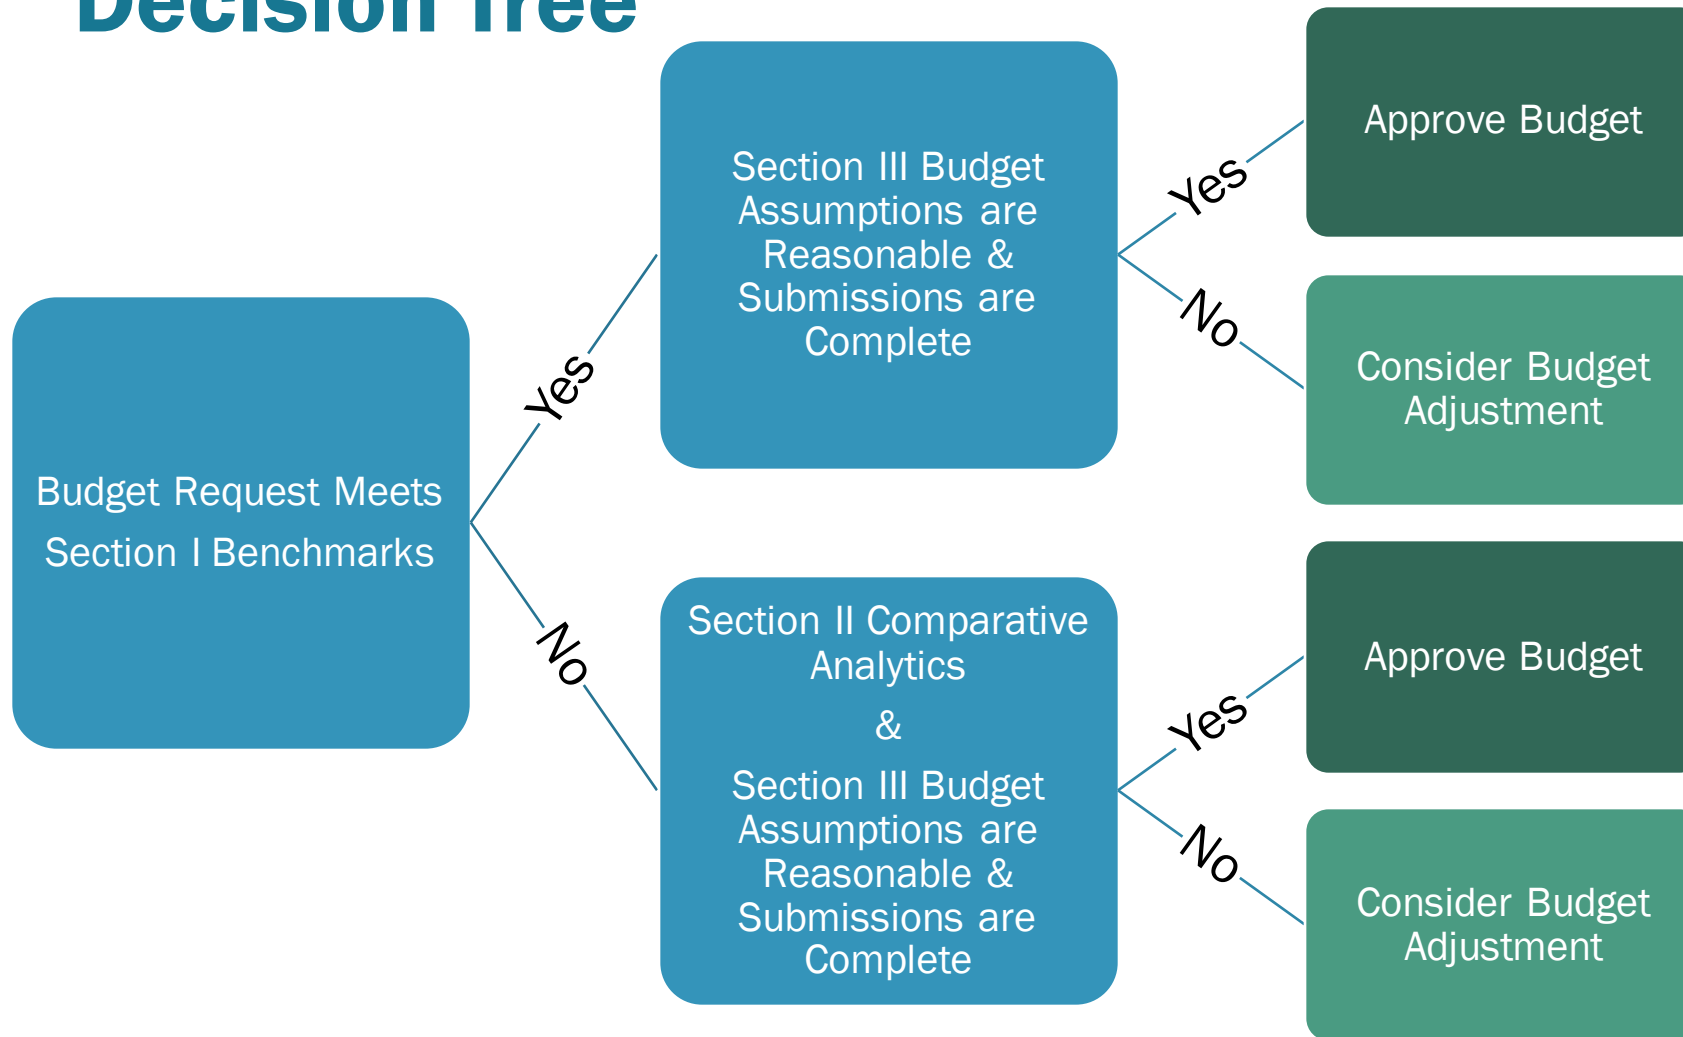 Decision Tree
Budget Request Meets
Section I Benchmarks
Yes
No
Section III Budget
Assumptions are
Reasonable &
Submissions are
Complete
Yes
No
Approve Budget
Consider Budget
Adjustment
Section II Comparative
Analytics
&
Section III Budget
Assumptions are
Reasonable &
Submissions are
Complete
Yes
No
Approve Budget
Consider Budget
Adjustment